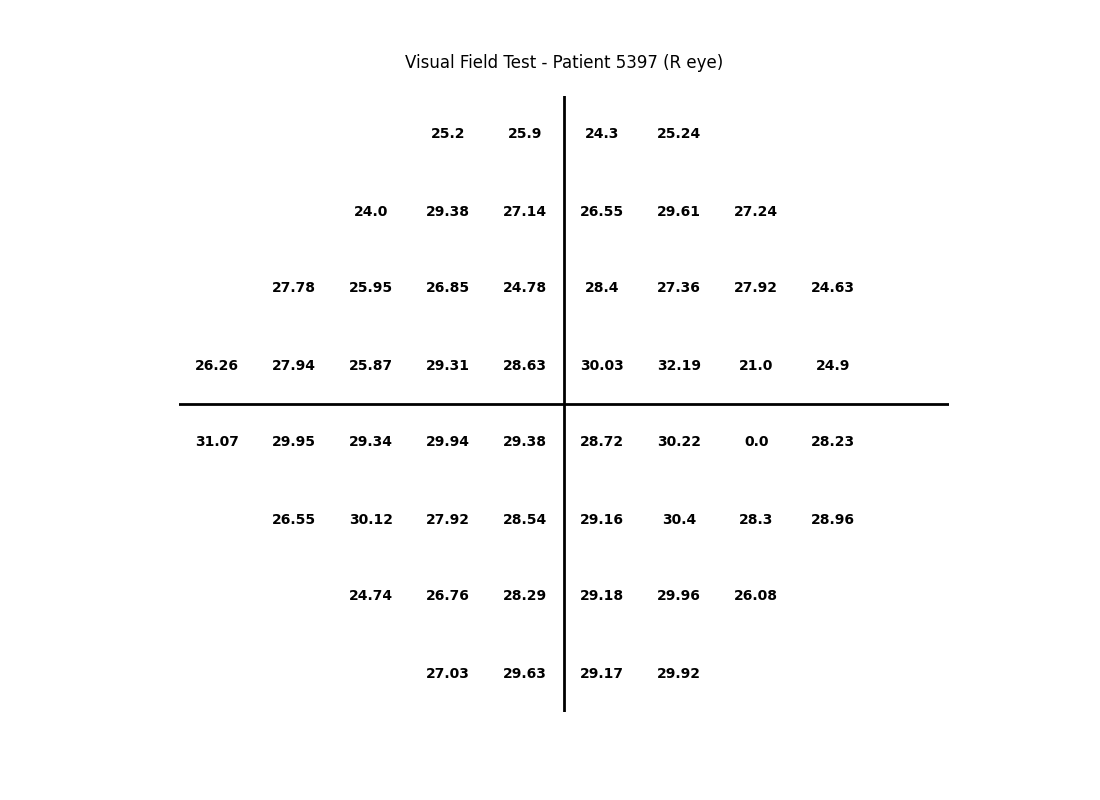 Visual Field Test - Patient 5397 (R eye)
25.2 25.9 24.3 25.24
24.0 29.38 27.14 26.55 29.61 27.24
27.78 25.95 26.85 24.78 28.4 27.36 27.92 24.63
26.26 27.94 25.87 29.31 28.63 30.03 32.19 21.0 24.9
31.07 29.95 29.34 29.94 29.38 28.72 30.22 0.0 28.23
26.55 30.12 27.92 28.54 29.16 30.4 28.3 28.96
24.74 26.76 28.29 29.18 29.96 26.08
27.03 29.63 29.17 29.92